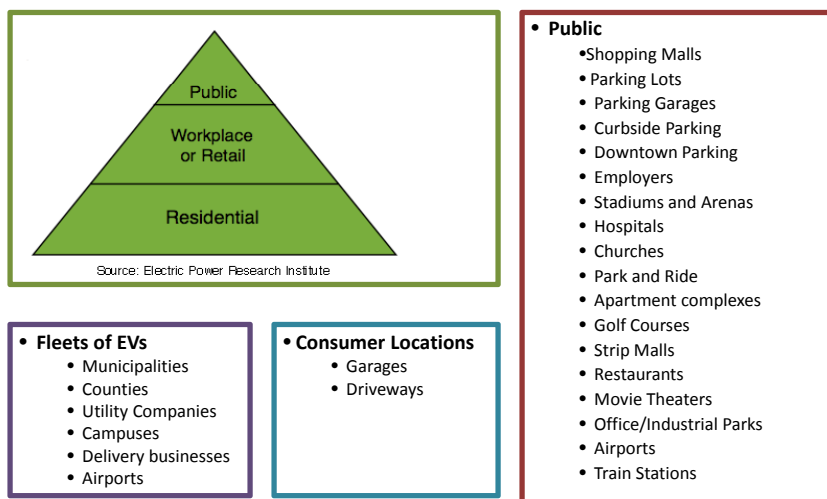 Public
Workplace
or Retail
Residential
Source: Electric Power Research Institute
• Fleets of EVs
• Municipalities
• Counties
• Utility Companies
• Campuses
• Delivery businesses
• Airports
• Consumer Locations
• Garages
• Driveways
• Public
•Shopping Malls
• Parking Lots
• Parking Garages
• Curbside Parking
• Downtown Parking
• Employers
• Stadiums and Arenas
• Hospitals
• Churches
• Park and Ride
• Apartment complexes
• Golf Courses
• Strip Malls
• Restaurants
• Movie Theaters
• Office/Industrial Parks
• Airports
• Train Stations